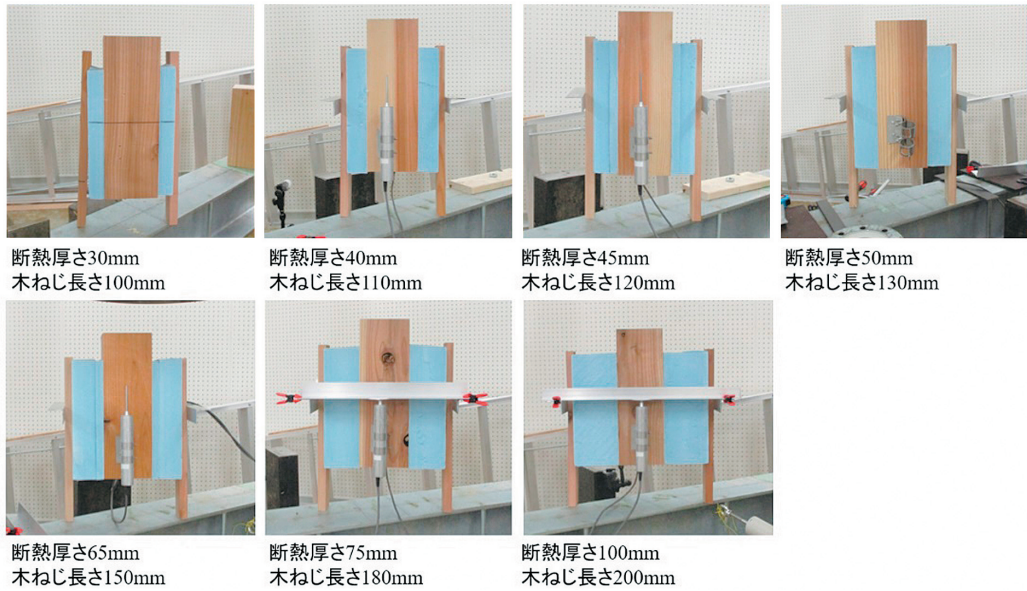 断熱厚さ30mm
木ねじ長さ100mm
断熱厚さ40mm
木ねじ長さ110mm
断熱厚さ45mm
木ねじ長さ120mm
断熱厚さ50mm
木ねじ長さ130mm
断熱厚さ65mm
木ねじ長さ150mm
断熱厚さ75mm
木ねじ長さ180mm
断熱厚さ100mm
木ねじ長さ200mm